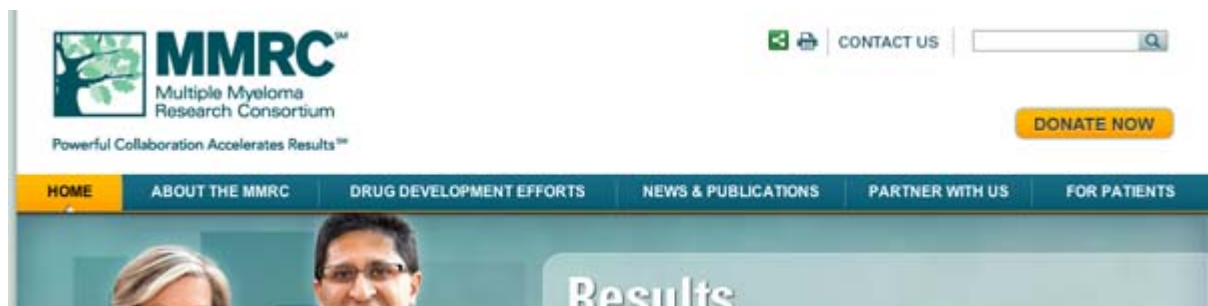 MMRC℠
Multiple Myeloma
Research Consortium
Powerful Collaboration Accelerates Results℠
CONTACT US
DONATE NOW
HOME ABOUT THE MMRC DRUG DEVELOPMENT EFFORTS NEWS & PUBLICATIONS PARTNER WITH US FOR PATIENTS
Results